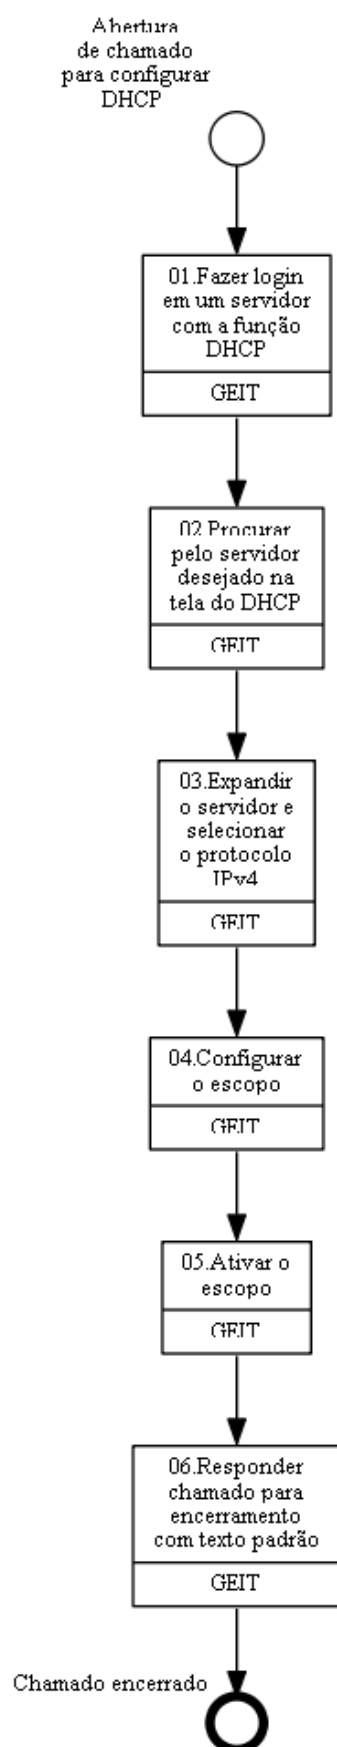 Abertura
de chamado
para configurar
DHCP
01.Fazer login
em um servidor
com a função
DHCP
GEIT
02.Procurar
pelo servidor
desejado na
tela do DHCP
GEIT
03.Expandir
o servidor e
selecionar
o protocolo
IPv4
GEIT
04.Configurar
o escopo
GEIT
05.Ativar o
escopo
GEIT
06.Responder
chamado para
encerramento
com texto padrão
GEIT
Chamado encerrado